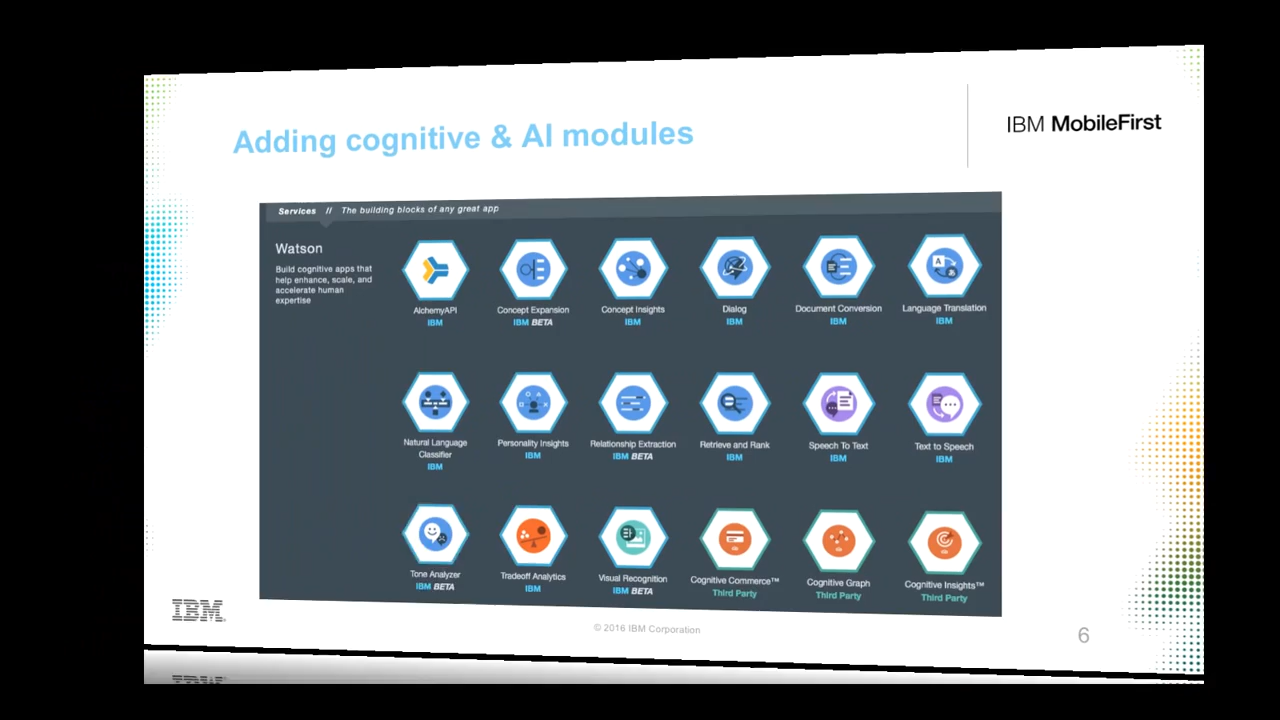 Adding cognitive & AI modules
IBM MobileFirst
Services // The building blocks of any great app
Watson
Build cognitive apps that
help enhance, scale, and
accelerate human
expertise
AlchemyAPI
IBM
Concept Expansion
IBM BETA
Concept Insights
IBM
Dialog
IBM
Document Conversion
IBM
Language Translation
IBM
Natural Language
Classifier
IBM
Personality Insights
IBM
Relationship Extraction
IBM BETA
Retrieve and Rank
IBM
Speech To Text
IBM
Text to Speech
IBM
Tone Analyzer
IBM BETA
Tradeoff Analytics
IBM
Visual Recognition
IBM BETA
Cognitive Commerce™
Third Party
Cognitive Graph
Third Party
Cognitive Insights™
Third Party
IBM
© 2016 IBM Corporation
6